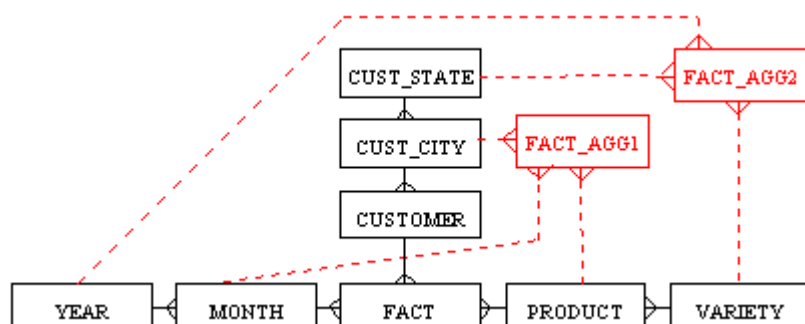 CUST_STATE
FACT_AGG2
CUST_CITY
FACT_AGG1
CUSTOMER
YEAR
MONTH
FACT
PRODUCT
VARIETY